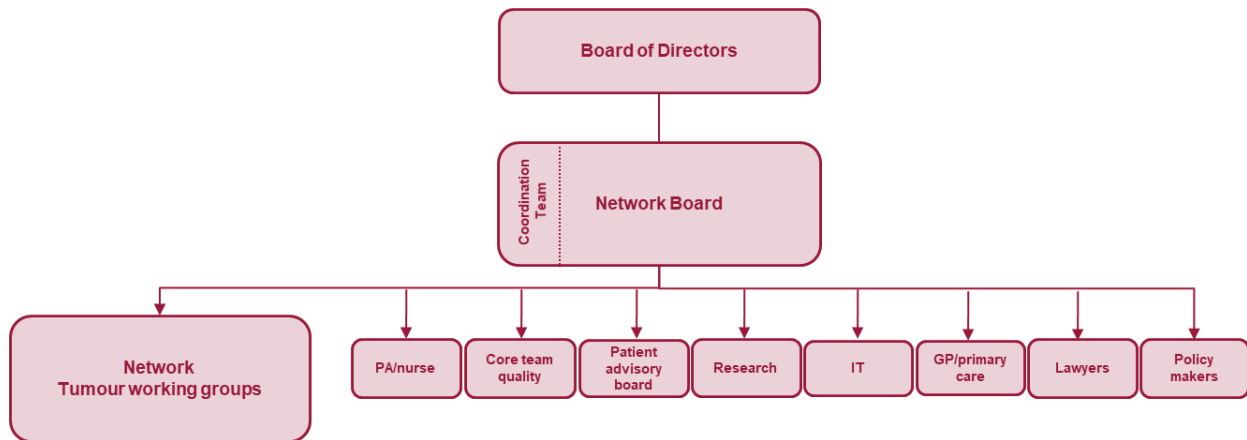 Board of Directors
Coordination
Team
Network Board
Network
Tumour working groups
PA/nurse
Core team
quality
Patient
advisory
board
Research
IT
GP/primary
care
Lawyers
Policy
makers